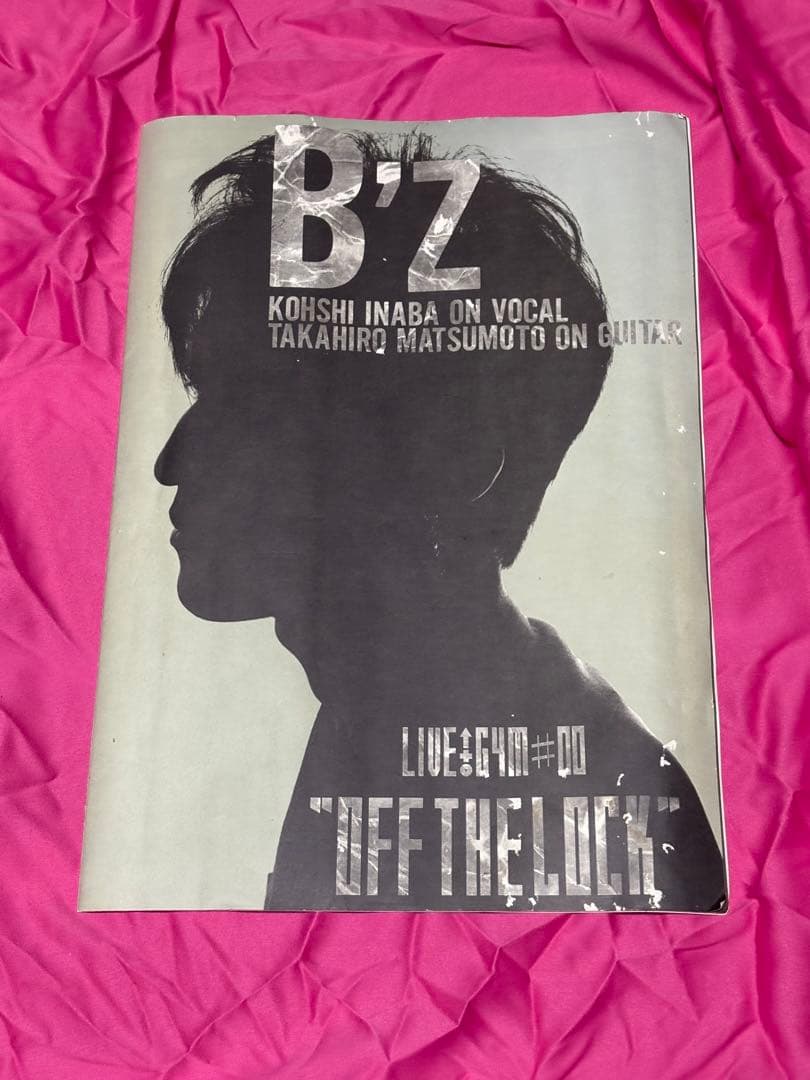 B'z
KOHSHI INABA ON VOCAL
TAKAHIRO MATSUMOTO ON GUITAR
LIVE GYM#00
"OFF THE LOCK"